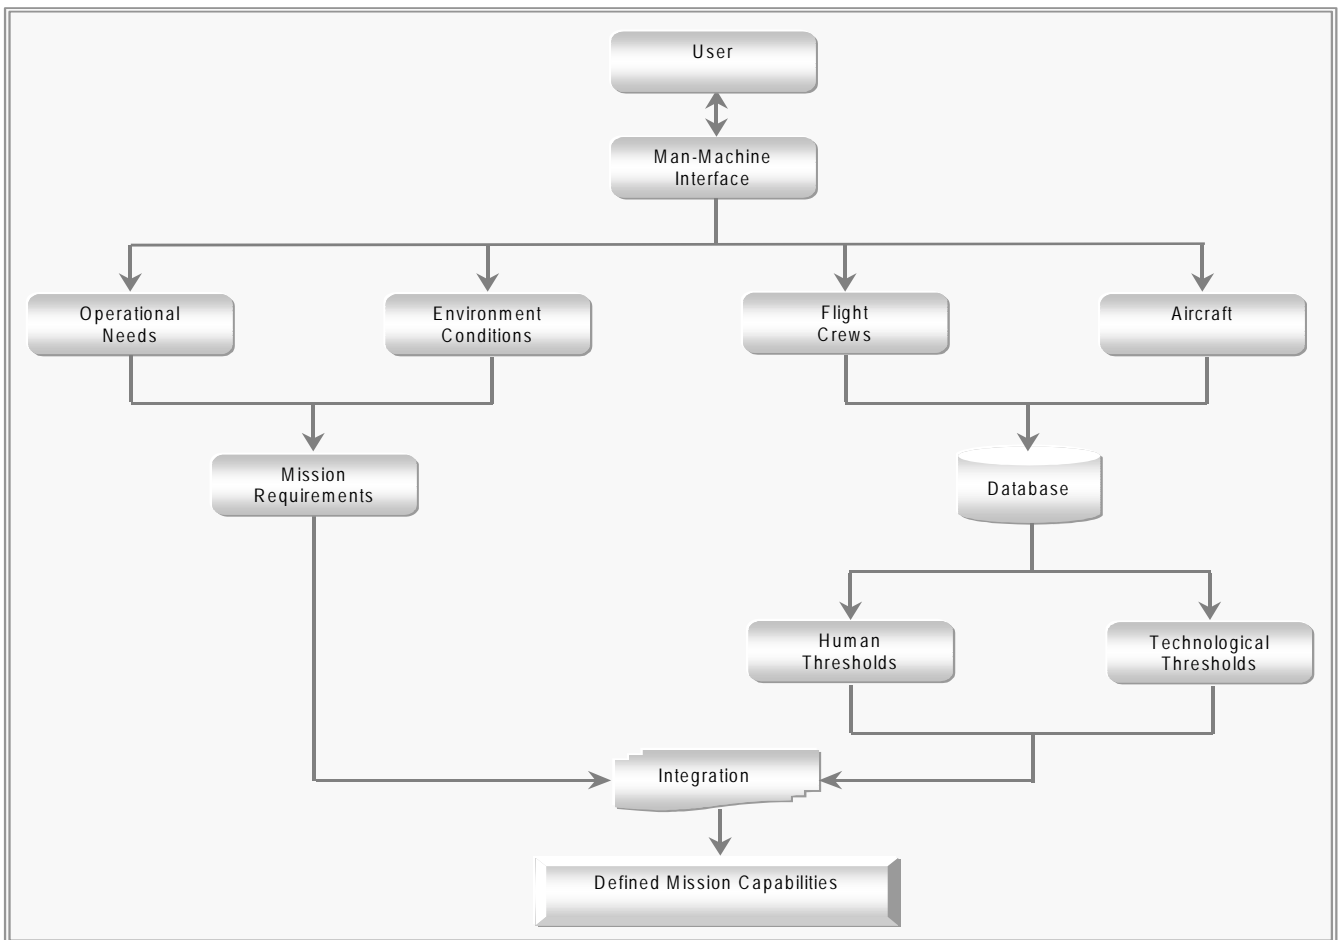 User
Man-Machine
Interface
Operational
Needs
Environment
Conditions
Flight
Crews
Aircraft
Mission
Requirements
Database
Human
Thresholds
Technological
Thresholds
Integration
Defined Mission Capabilities